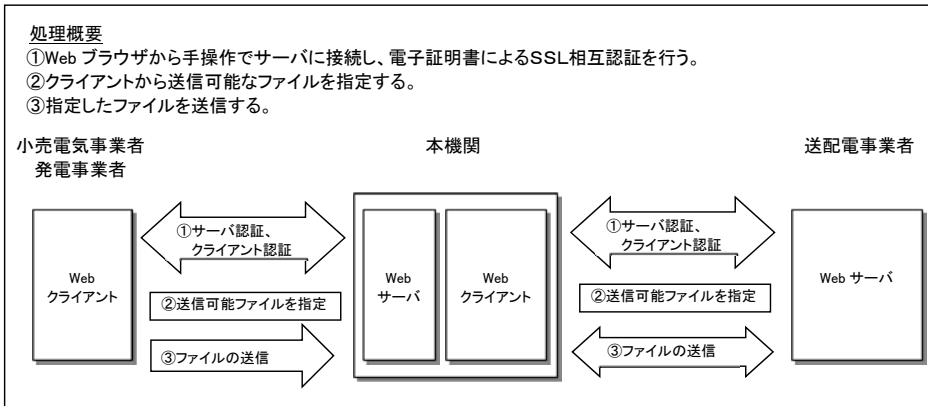 処理概要
①Web ブラウザから手操作でサーバに接続し、電子証明書によるSSL相互認証を行う。
②クライアントから送信可能なファイルを指定する。
③指定したファイルを送信する。
小売電気事業者
発電事業者
本機関
送配電事業者
Web
クライアント
①サーバ認証、
クライアント認証
②送信可能ファイルを指定
③ファイルの送信
Web
サーバ
Web
クライアント
①サーバ認証、
クライアント認証
②送信可能ファイルを指定
③ファイルの送信
Web サーバ